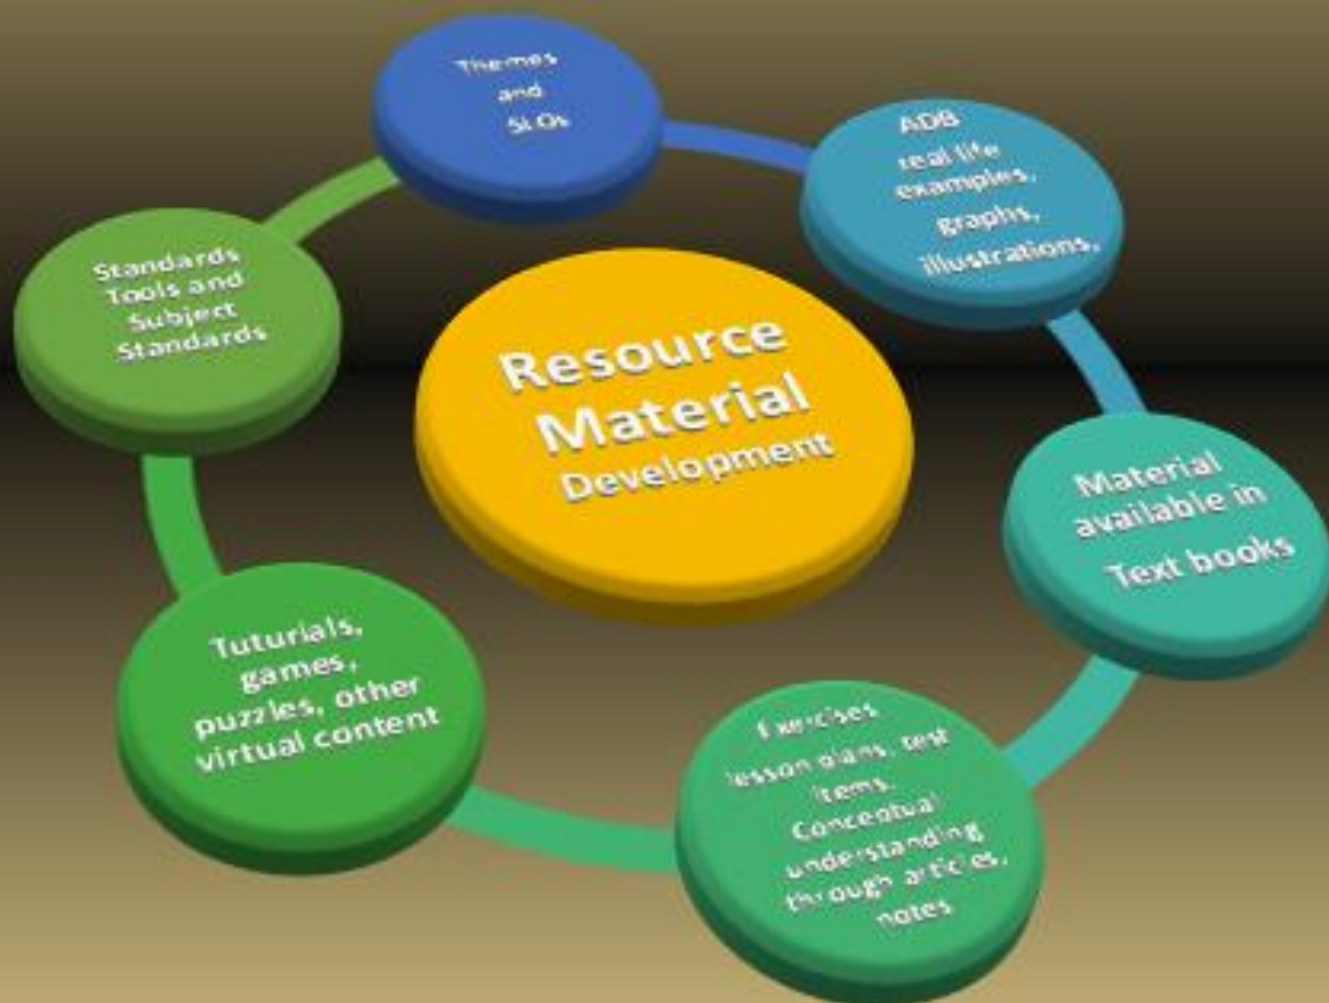 Themes
and
SLOs
ADB
real life
examples,
graphs,
illustrations,
Material
available in
Text books
Exercises
lesson plans, test
items.
Conceptual
understanding
through articles,
notes
Tuturials,
games,
puzzles, other
virtual content
Standards
Tools and
Subject
Standards
Resource
Material
Development